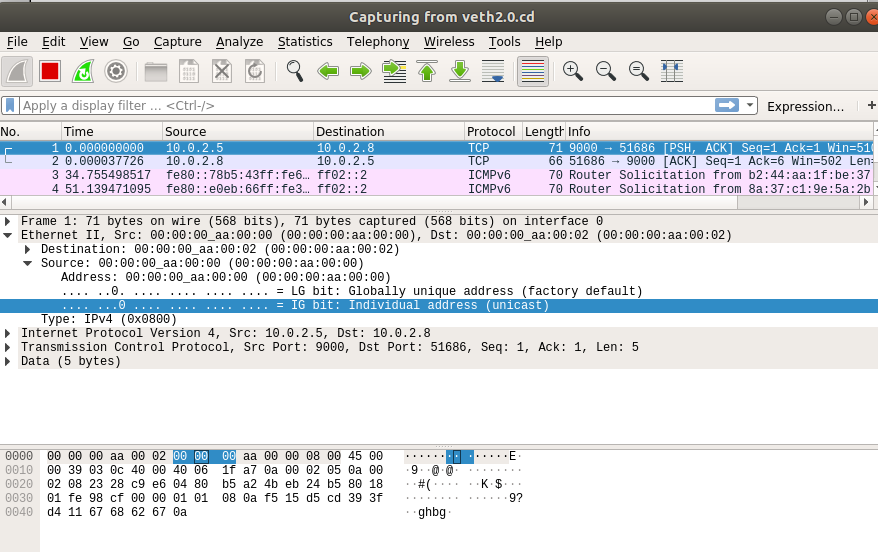 Capturing from veth2.0.cd
File Edit View Go Capture Analyze Statistics Telephony Wireless Tools Help
Apply a display filter ... <Ctrl-/> Expression... +
No. Time Source Destination Protocol Length Info
1 0.000000000 10.0.2.5 10.0.2.8 TCP 71 9000 → 51686 [PSH, ACK] Seq=1 Ack=1 Win=510
2 0.000037726 10.0.2.8 10.0.2.5 TCP 66 51686 → 9000 [ACK] Seq=1 Ack=6 Win=502 Len=
3 34.755498517 fe80::78b5:43ff:fe6… ff02::2 ICMPv6 70 Router Solicitation from b2:44:aa:1f:be:37
4 51.139471095 fe80::e0eb:66ff:fe3… ff02::2 ICMPv6 70 Router Solicitation from 8a:37:c1:9e:5a:2b
Frame 1: 71 bytes on wire (568 bits), 71 bytes captured (568 bits) on interface 0
Ethernet II, Src: 00:00:00_aa:00:00 (00:00:00:aa:00:00), Dst: 00:00:00_aa:00:02 (00:00:00:aa:00:02)
Destination: 00:00:00_aa:00:02 (00:00:00:aa:00:02)
Source: 00:00:00_aa:00:00 (00:00:00:aa:00:00)
Address: 00:00:00_aa:00:00 (00:00:00:aa:00:00)
.... ..0. .... .... .... .... = LG bit: Globally unique address (factory default)
.... ...0 .... .... .... .... = IG bit: Individual address (unicast)
Type: IPv4 (0x0800)
Internet Protocol Version 4, Src: 10.0.2.5, Dst: 10.0.2.8
Transmission Control Protocol, Src Port: 9000, Dst Port: 51686, Seq: 1, Ack: 1, Len: 5
Data (5 bytes)
0000 00 00 00 aa 00 02 00 00 00 aa 00 00 08 00 45 00 ··············E·
0010 00 39 03 0c 40 00 40 06 1f a7 0a 00 02 05 0a 00 ·9··@·@·········
0020 02 08 23 28 c9 e6 04 80 b5 a2 4b eb 24 b5 80 18 ··#(······K·$···
0030 01 fe 98 cf 00 00 01 01 08 0a f5 15 d5 cd 39 3f ··············9?
0040 d4 11 67 68 62 67 0a ··ghbg·